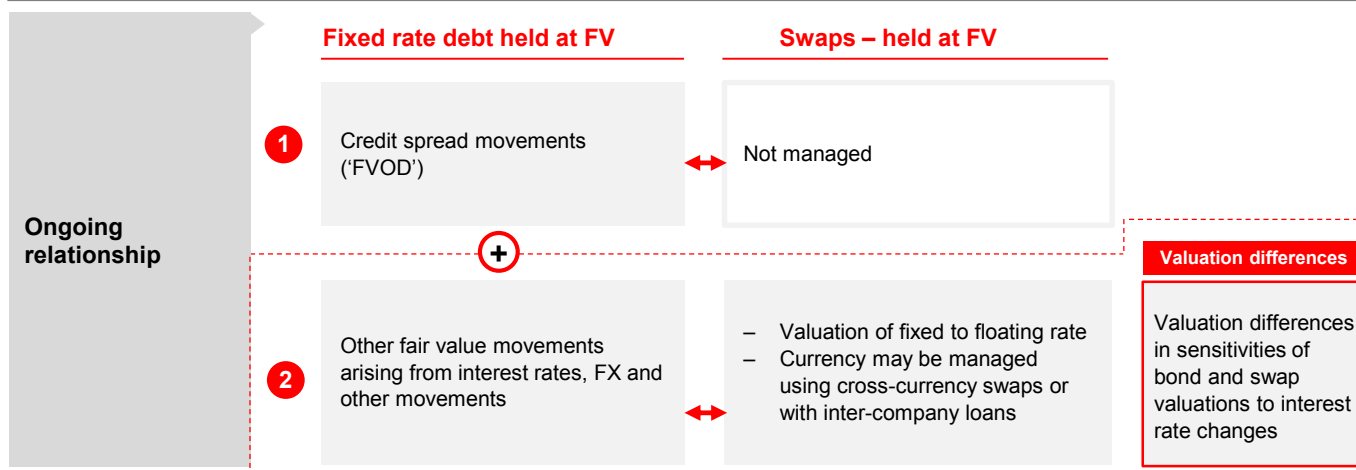 Fixed rate debt held at FV
Swaps – held at FV
Ongoing
relationship
1
Credit spread movements
(‘FVOD’)
Not managed
+
2
Other fair value movements
arising from interest rates, FX and
other movements
– Valuation of fixed to floating rate
– Currency may be managed
using cross-currency swaps or
with inter-company loans
Valuation differences
Valuation differences
in sensitivities of
bond and swap
valuations to interest
rate changes